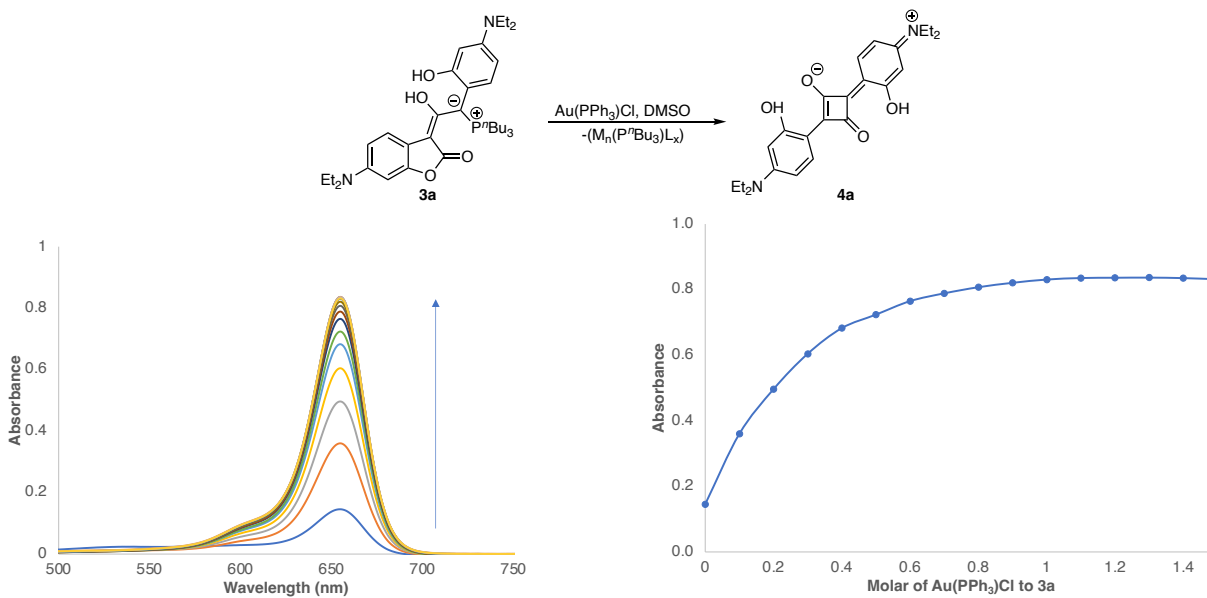 NEt₂
HO
HO
⊖
⊕
PⁿBu₃
O
O
Et₂N
3a
Au(PPh₃)Cl, DMSO
-(Mₙ(PⁿBu₃)Lₓ)
⊕
N
Et₂
⊖
O
OH
OH
O
Et₂N
4a
1
0.8
0.6
0.4
0.2
0
500
550
600
650
700
750
Absorbance
Wavelength (nm)
1.0
0.8
0.6
0.4
0.2
0.0
0
0.2
0.4
0.6
0.8
1
1.2
1.4
Absorbance
Molar of Au(PPh₃)Cl to 3a